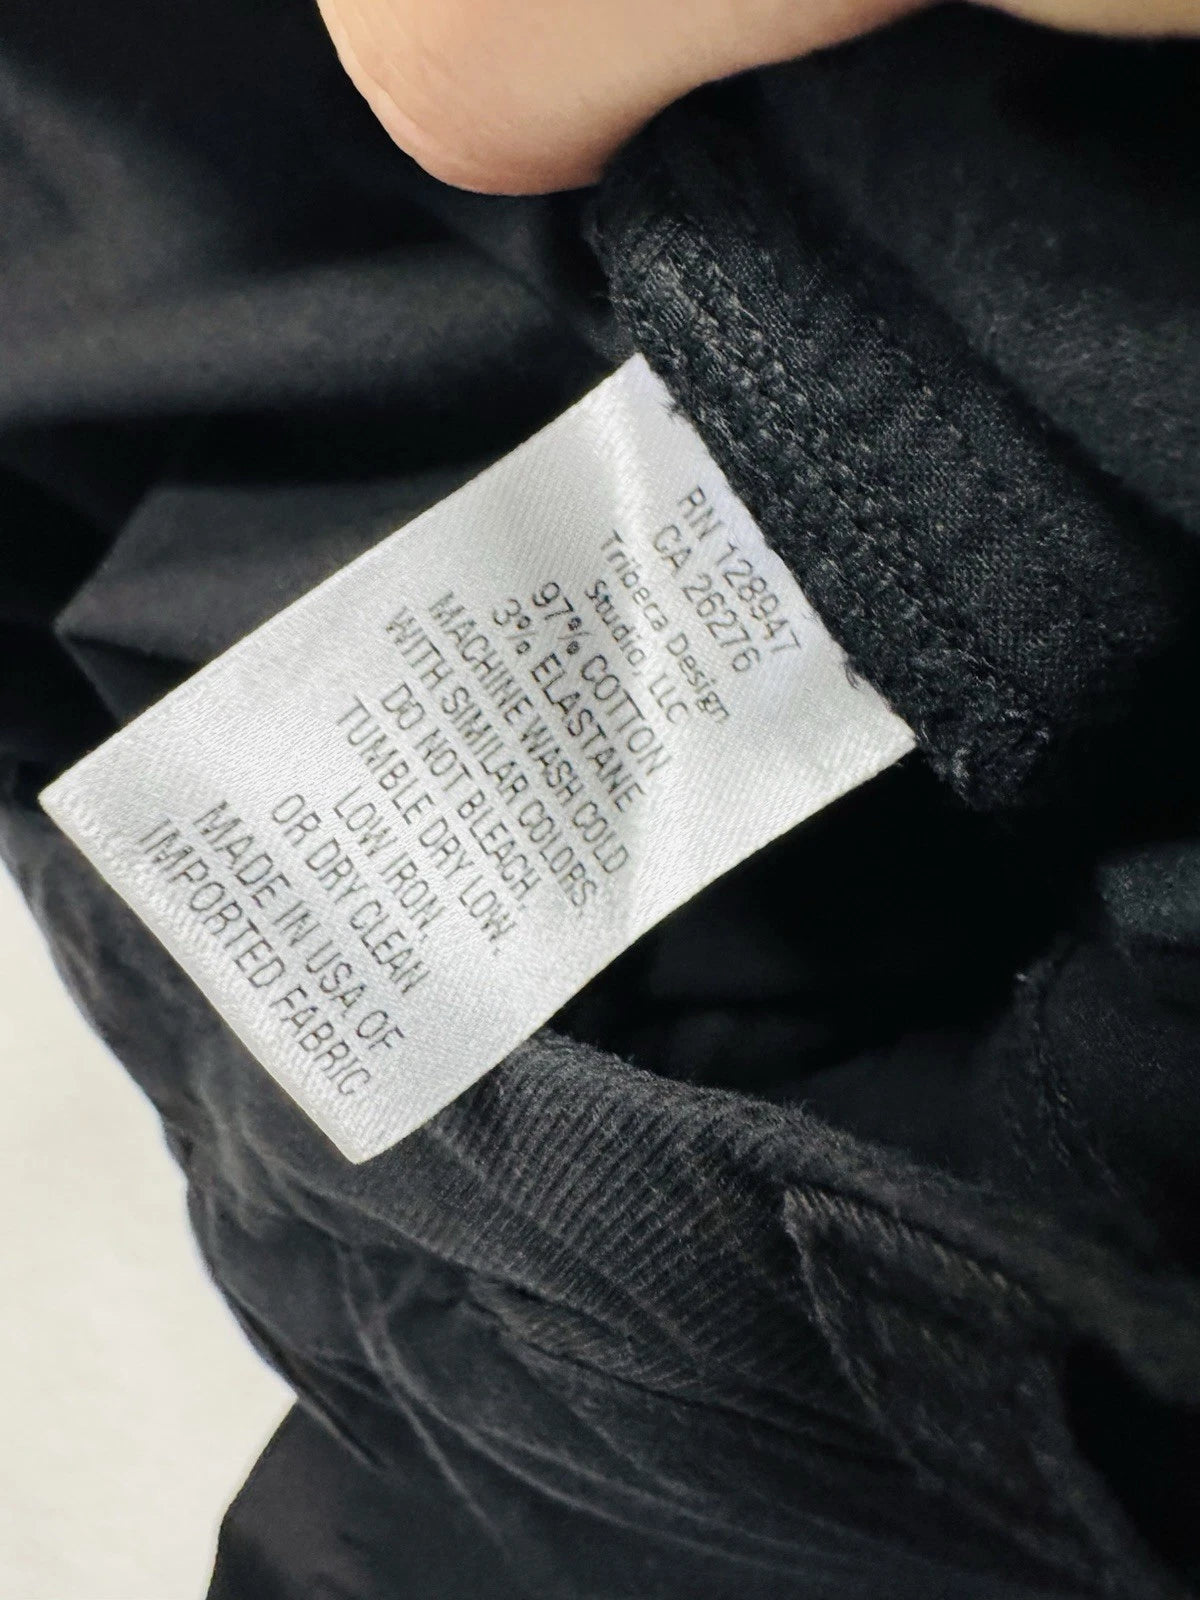 RN 128947
CA 26276
Tribeca Design
Studio, LLC
97% COTTON
3% ELASTANE
MACHINE WASH COLD
WITH SIMILAR COLORS.
DO NOT BLEACH.
TUMBLE DRY LOW.
LOW IRON.
OR DRY CLEAN
MADE IN USA OF
IMPORTED FABRIC